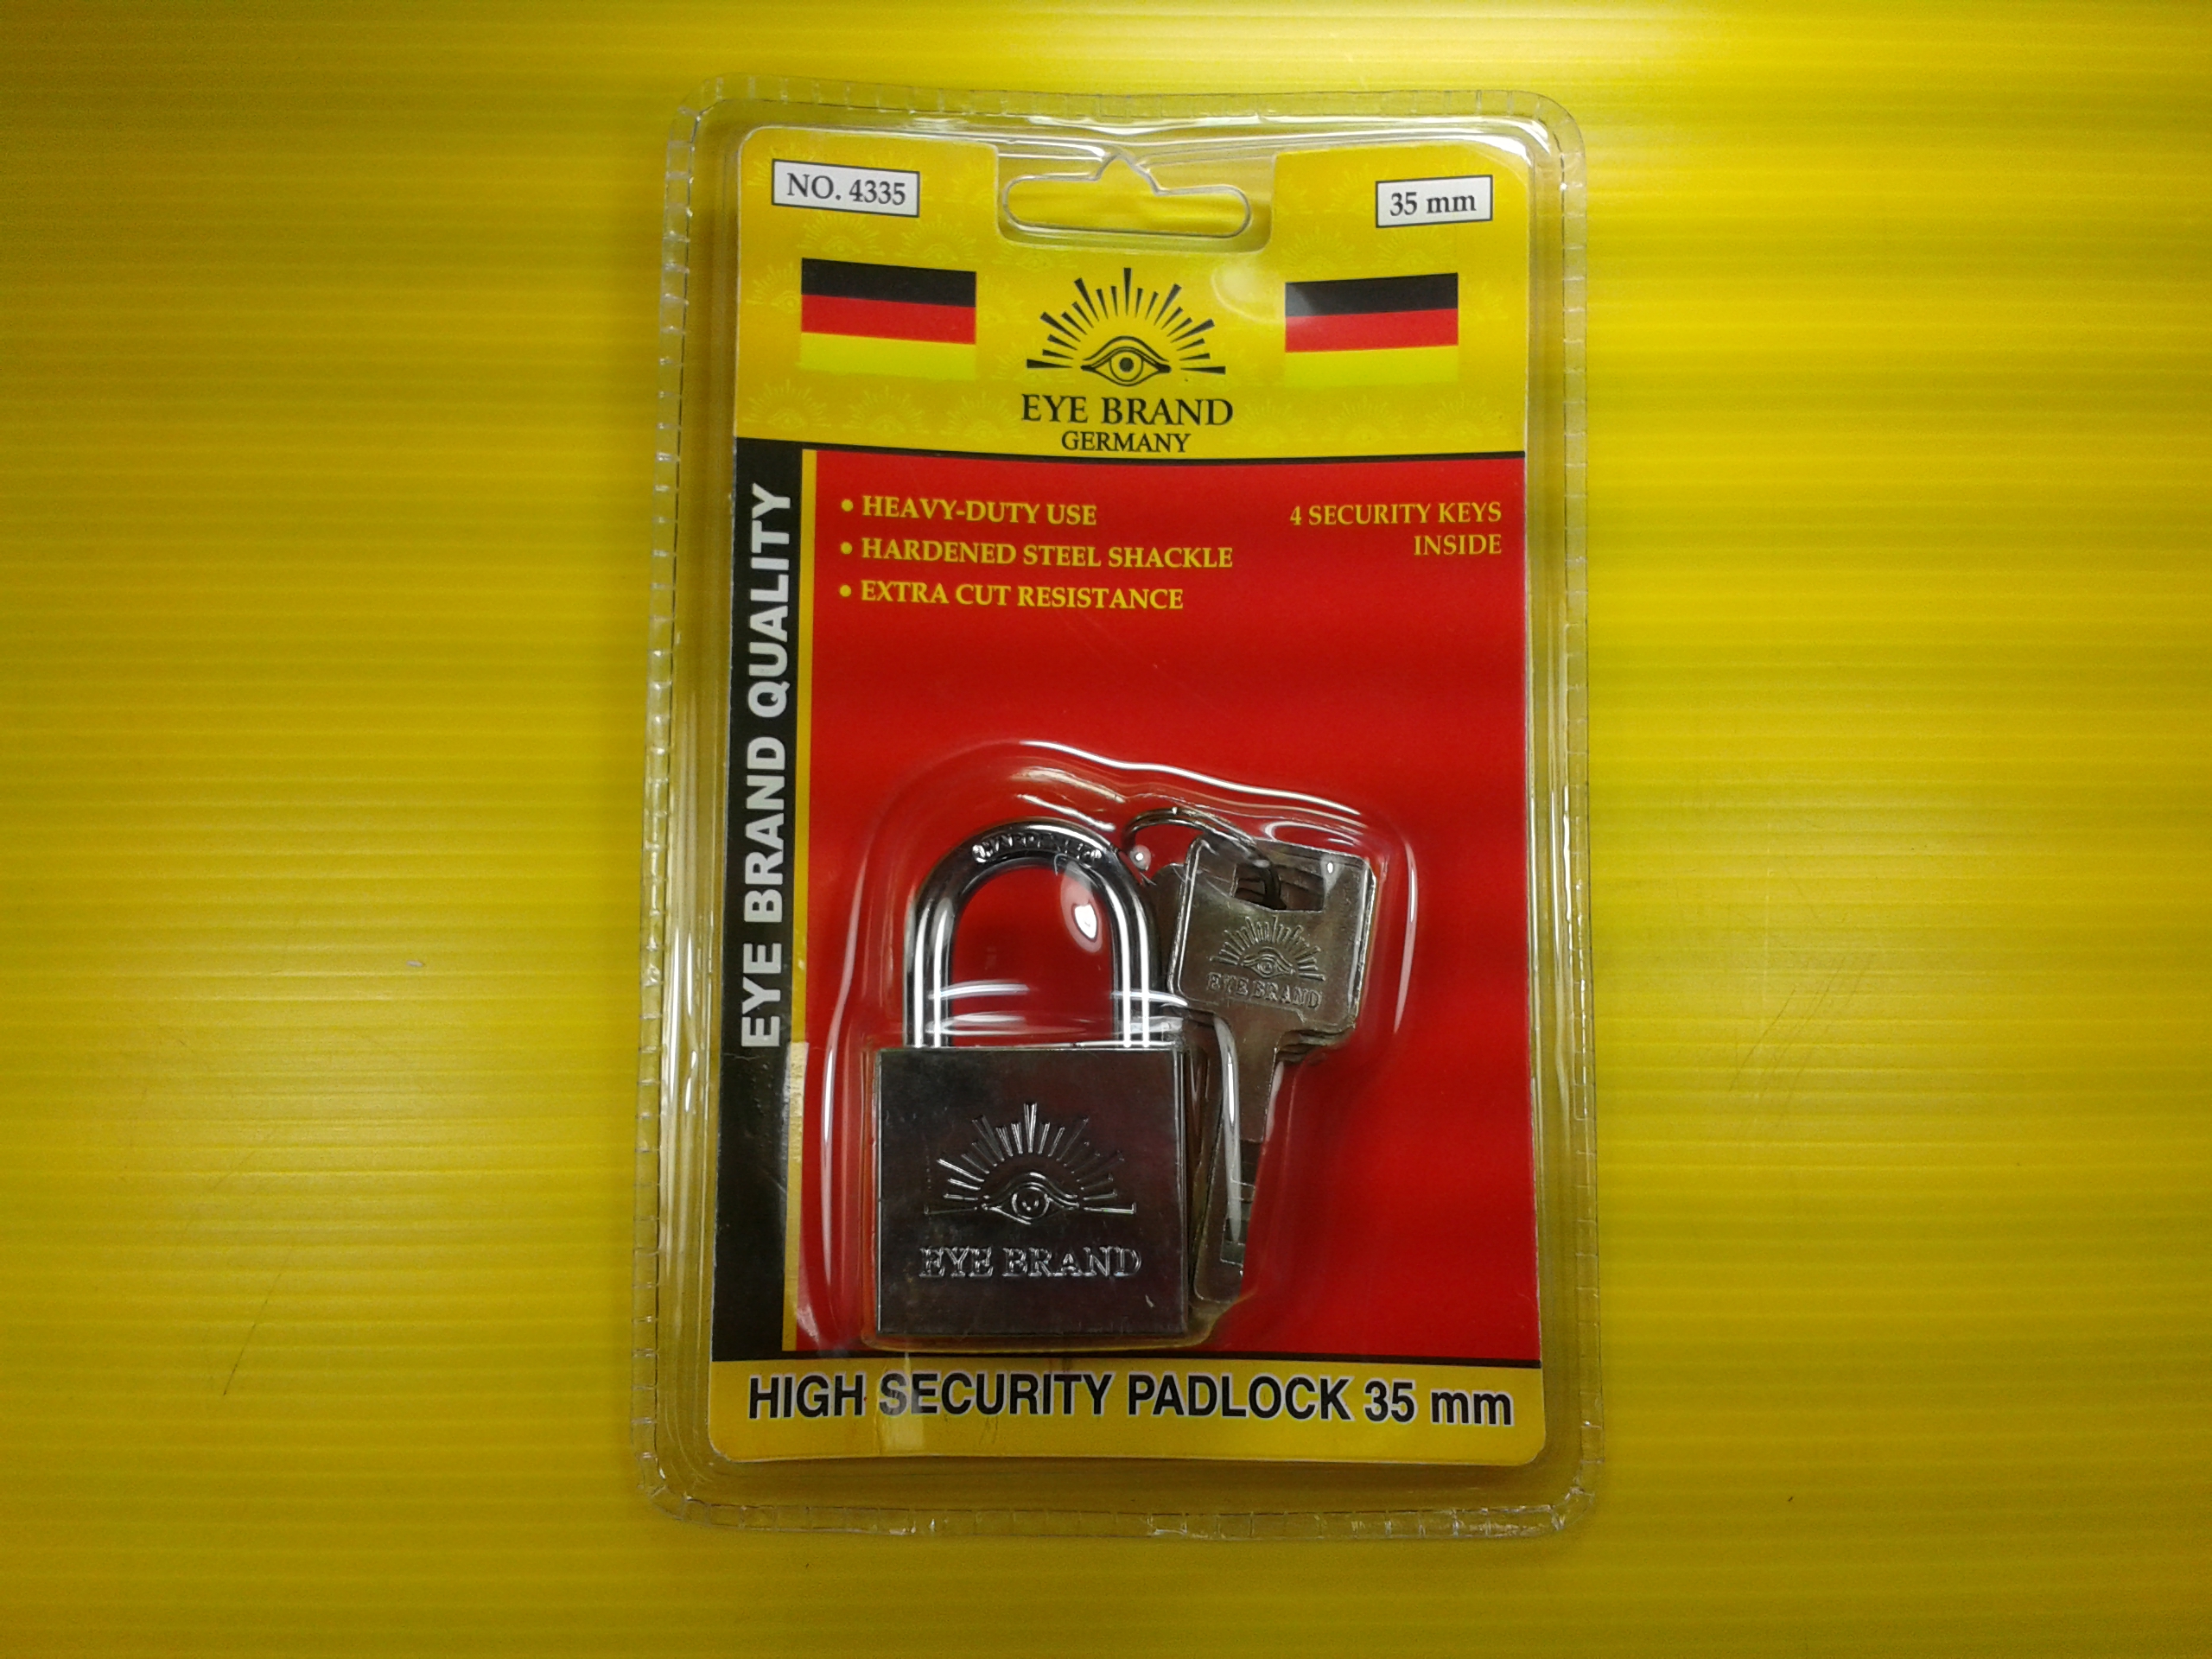 NO. 4335
35 mm
EYE BRAND
GERMANY
• HEAVY-DUTY USE
• HARDENED STEEL SHACKLE
• EXTRA CUT RESISTANCE
4 SECURITY KEYS
INSIDE
EYE BRAND QUALITY
EYE BRAND
EYE BRAND
HIGH SECURITY PADLOCK 35 mm